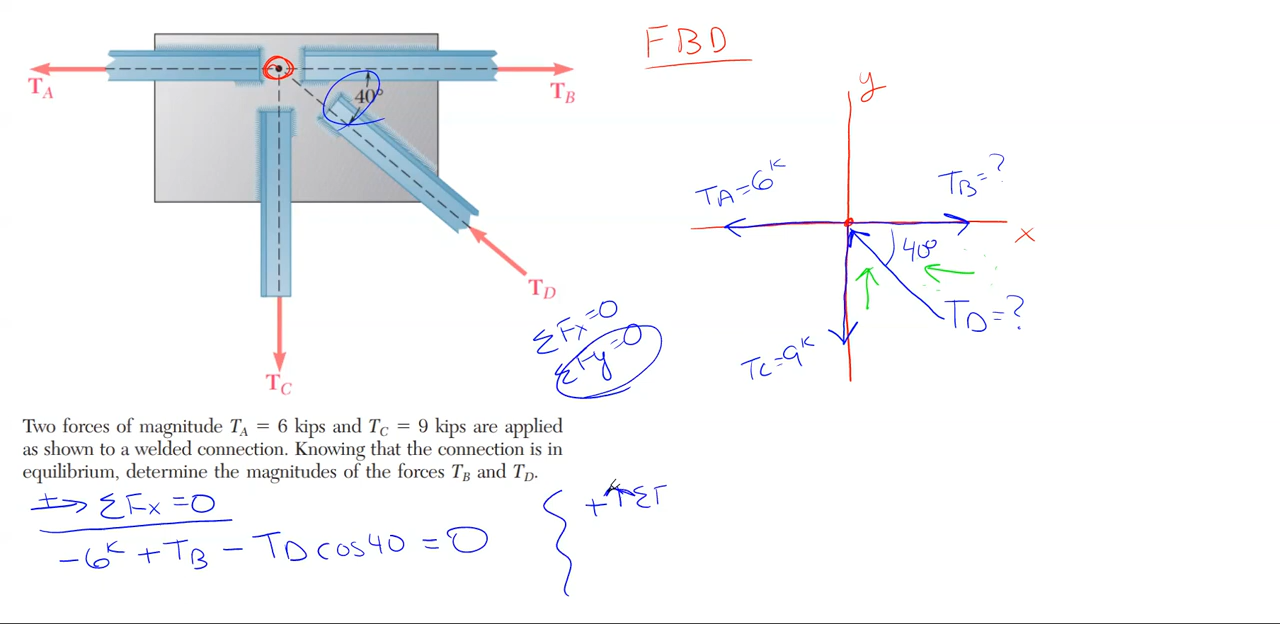 FBD
T_A
T_B
40°
T_D
T_C
y
T_A=6^K
T_B=?
40°
x
T_D=?
T_C=9^K
ΣFx=0
ΣFy=0
Two forces of magnitude T_A = 6 kips and T_C = 9 kips are applied
as shown to a welded connection. Knowing that the connection is in
equilibrium, determine the magnitudes of the forces T_B and T_D.
+→ ΣFx=0
-6^K + T_B - T_D cos40 = 0
+↑ΣF